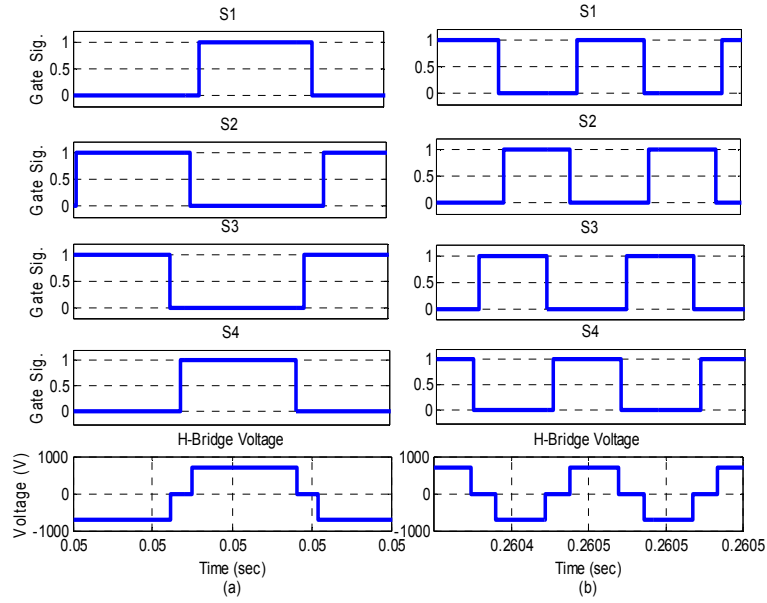 S1
1
0.5
0
Gate Sig.
S2
1
0.5
0
Gate Sig.
S3
1
0.5
0
Gate Sig.
S4
1
0.5
0
Gate Sig.
H-Bridge Voltage
1000
0
-1000
Voltage (V)
0.05 0.05 0.05 0.05 0.05
Time (sec)
(a)
S1
1
0.5
0
S2
1
0.5
0
S3
1
0.5
0
S4
1
0.5
0
H-Bridge Voltage
1000
0
-1000
0.2604 0.2605 0.2605 0.2605
Time (sec)
(b)